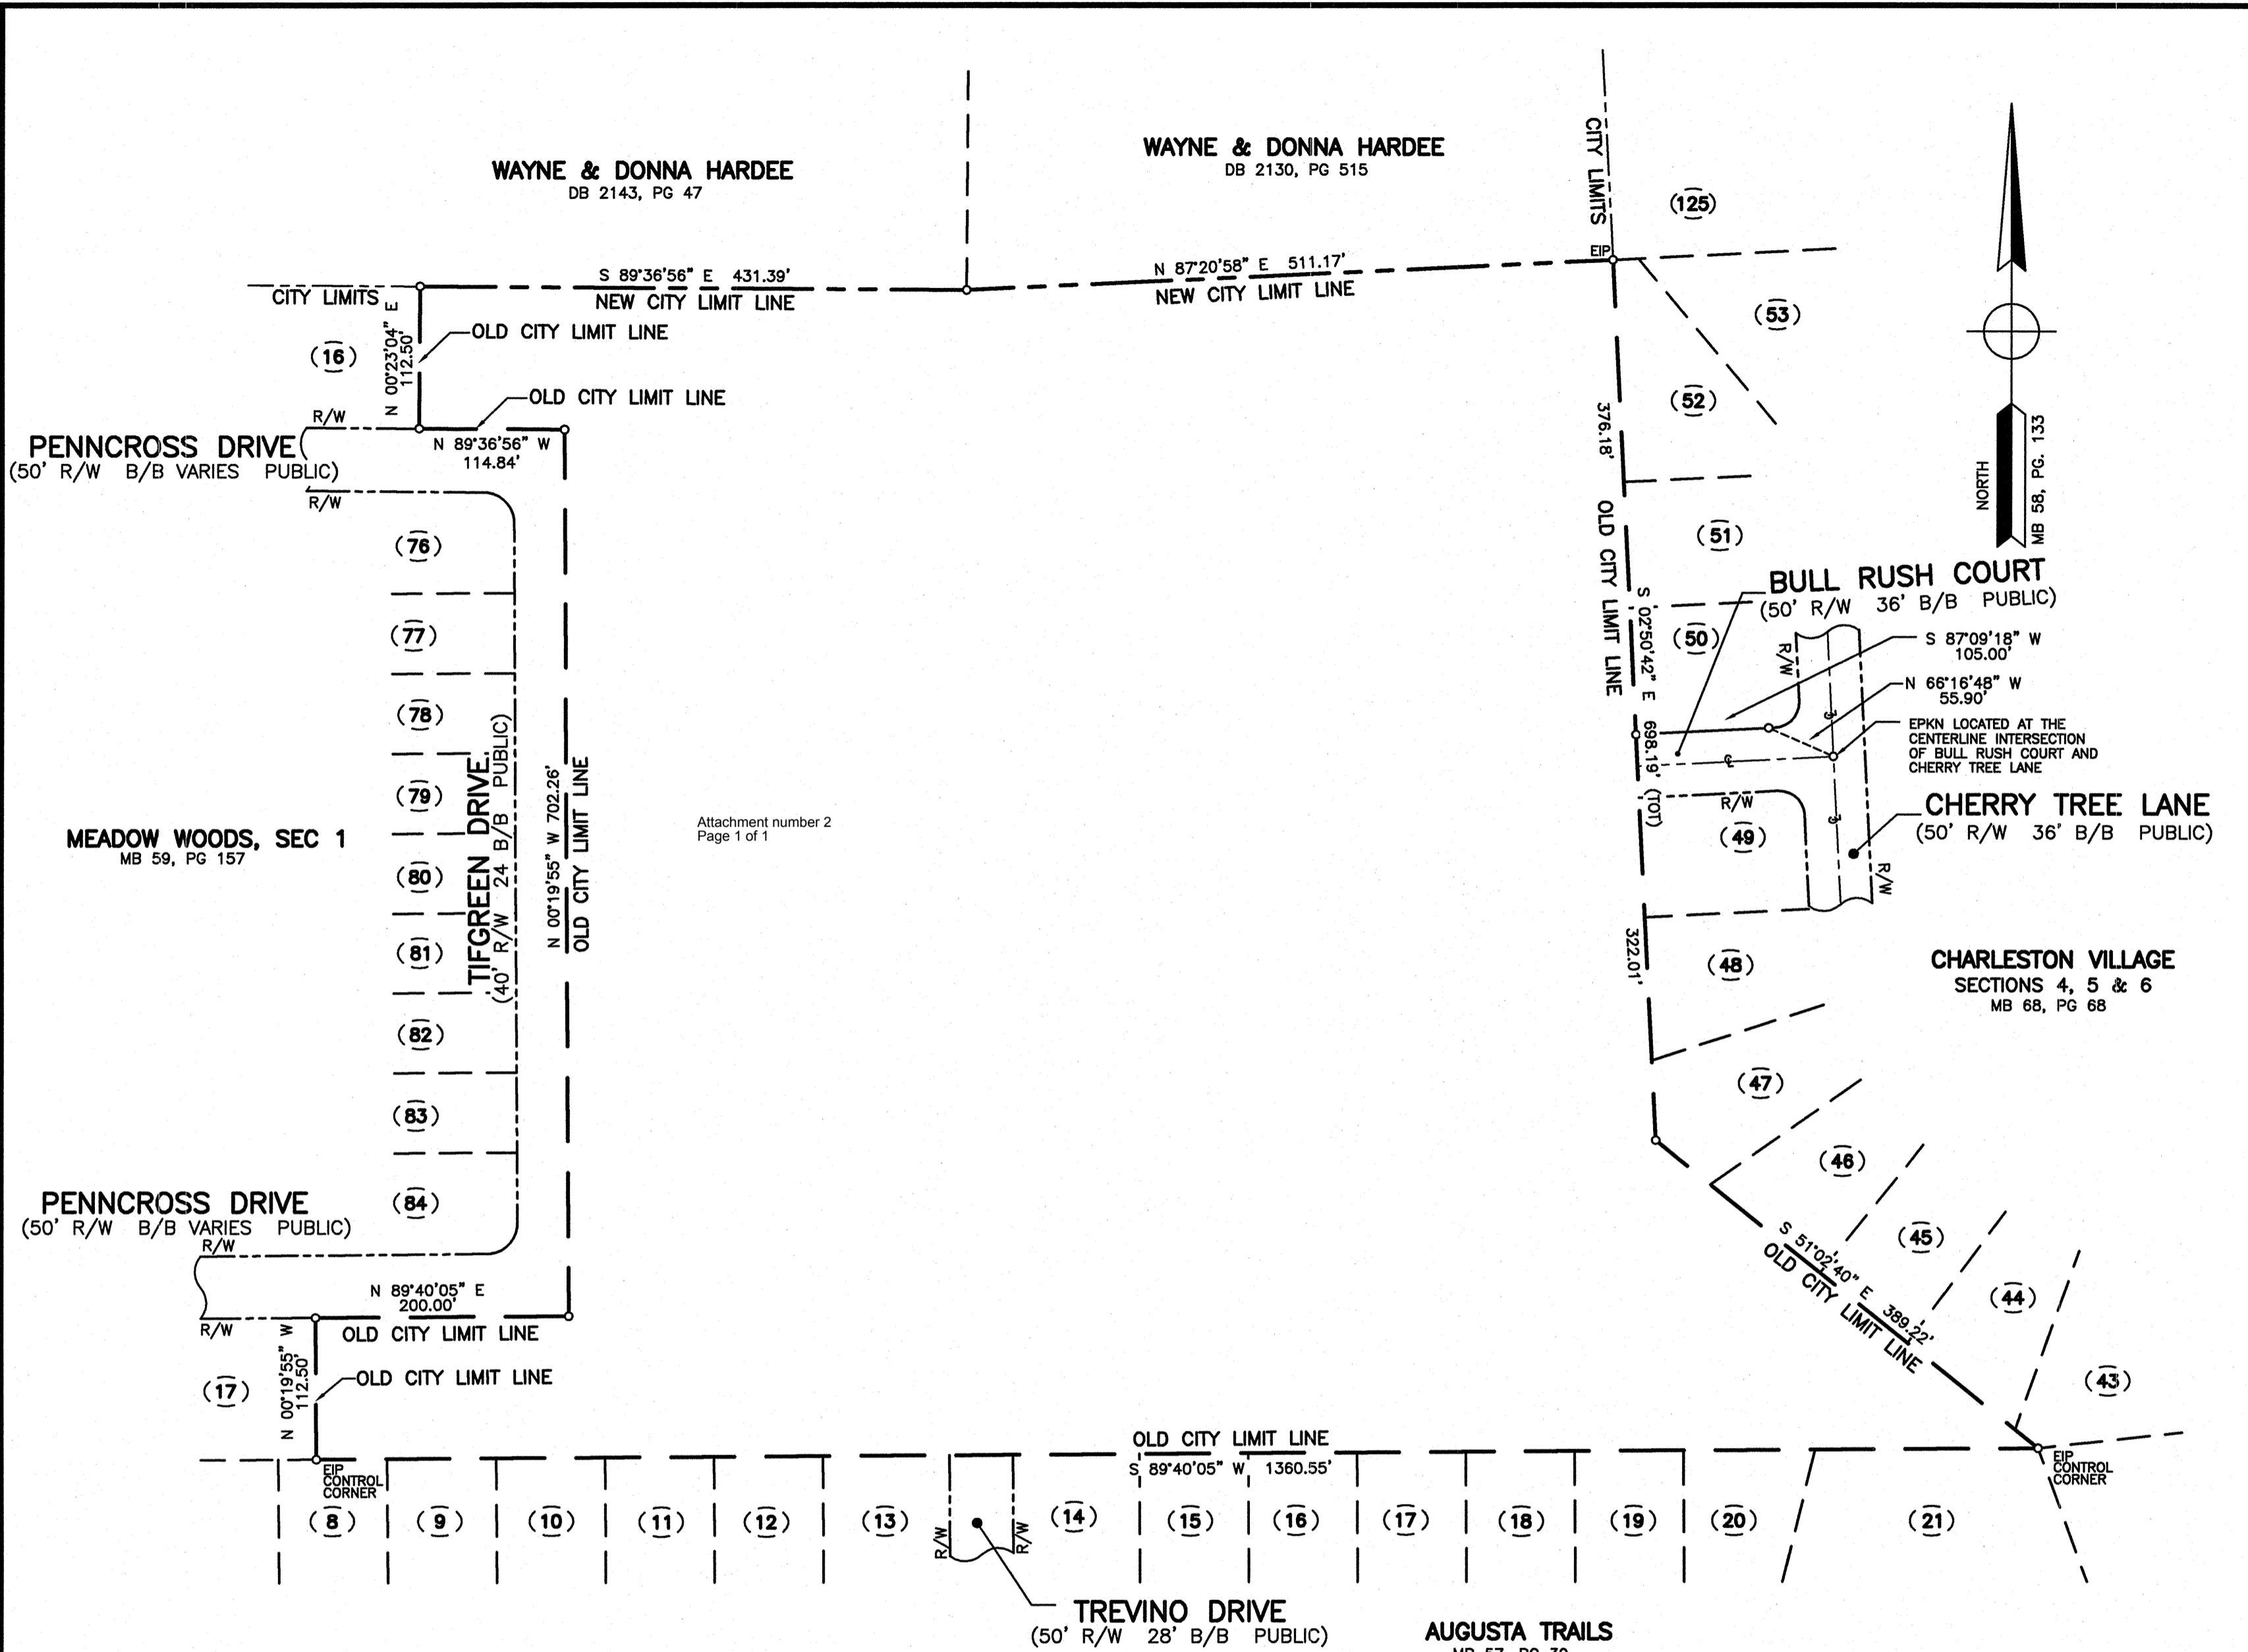 WAYNE & DONNA HARDEE
DB 2143, PG 47
WAYNE & DONNA HARDEE
DB 2130, PG 515
CITY LIMITS
(125)
EIP
S 89°36'56" E 431.39'
NEW CITY LIMIT LINE
N 87°20'58" E 511.17'
NEW CITY LIMIT LINE
CITY LIMITS
(16)
N 00°23'04" E
112.50'
OLD CITY LIMIT LINE
OLD CITY LIMIT LINE
R/W
PENNCROSS DRIVE
(50' R/W B/B VARIES PUBLIC)
R/W
N 89°36'56" W
114.84'
(53)
(52)
376.18'
(51)
OLD CITY LIMIT LINE
S 02°50'42" E 698.19' (TOT)
NORTH
MB 58, PG. 133
BULL RUSH COURT
(50' R/W 36' B/B PUBLIC)
(50)
R/W
S 87°09'18" W
105.00'
N 66°16'48" W
55.90'
EPKN LOCATED AT THE
CENTERLINE INTERSECTION
OF BULL RUSH COURT AND
CHERRY TREE LANE
R/W
CHERRY TREE LANE
(50' R/W 36' B/B PUBLIC)
R/W
(49)
322.01'
(48)
CHARLESTON VILLAGE
SECTIONS 4, 5 & 6
MB 68, PG 68
(76)
(77)
(78)
(79)
(80)
(81)
(82)
(83)
(84)
TIFGREEN DRIVE
(40' R/W 24 B/B PUBLIC)
N 00°19'55" W 702.26'
OLD CITY LIMIT LINE
Attachment number 2
Page 1 of 1
MEADOW WOODS, SEC 1
MB 59, PG 157
(47)
(46)
(45)
(44)
(43)
S 51°02'40" E 389.22'
OLD CITY LIMIT LINE
PENNCROSS DRIVE
(50' R/W B/B VARIES PUBLIC)
R/W
N 89°40'05" E
200.00'
R/W
OLD CITY LIMIT LINE
N 00°19'55" W
112.50'
OLD CITY LIMIT LINE
(17)
OLD CITY LIMIT LINE
S 89°40'05" W 1360.55'
EIP
CONTROL
CORNER
EIP
CONTROL
CORNER
(8)
(9)
(10)
(11)
(12)
(13)
R/W
R/W
(14)
(15)
(16)
(17)
(18)
(19)
(20)
(21)
TREVINO DRIVE
(50' R/W 28' B/B PUBLIC)
AUGUSTA TRAILS